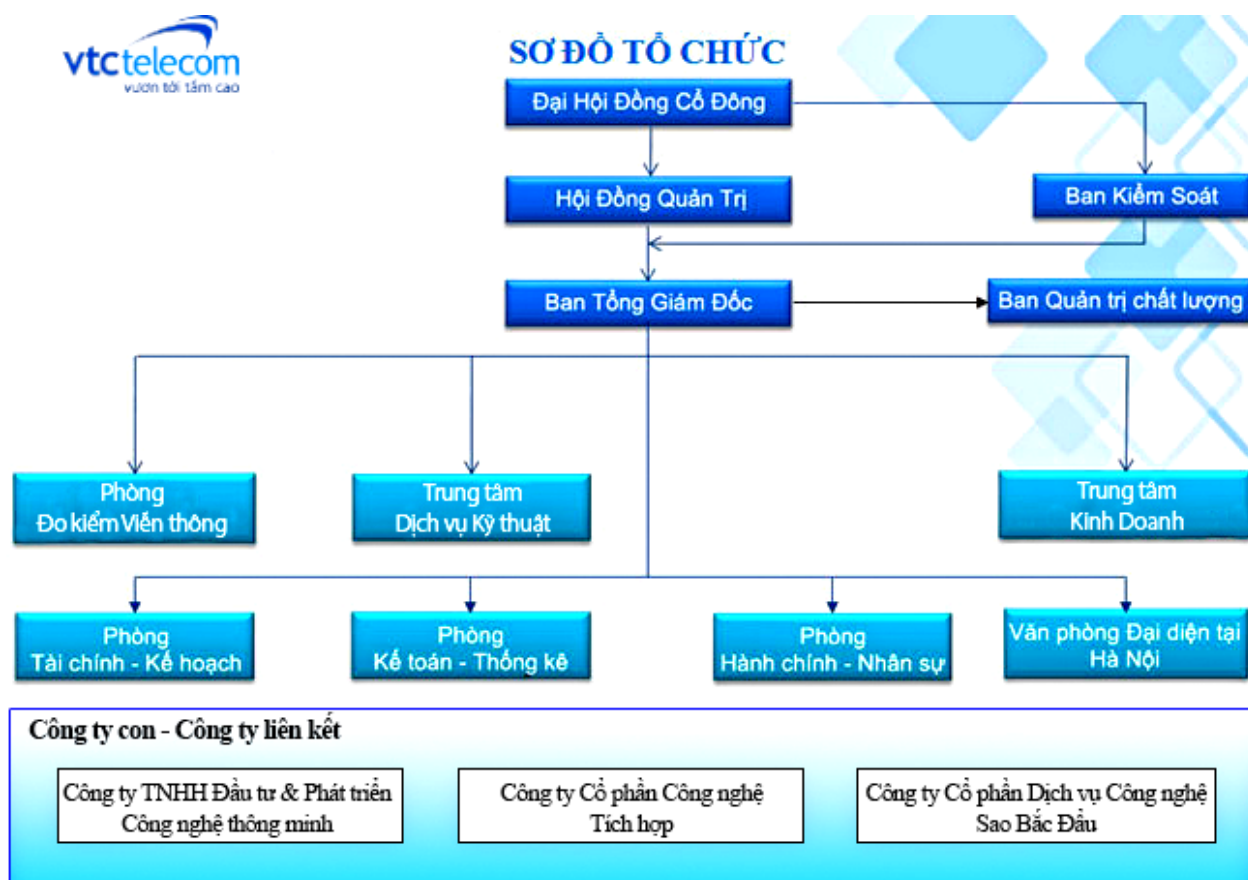 vtctelecom
vươn tới tầm cao
SƠ ĐỒ TỔ CHỨC
Đại Hội Đồng Cổ Đông
Hội Đồng Quản Trị
Ban Kiểm Soát
Ban Tổng Giám Đốc
Ban Quản trị chất lượng
Phòng
Đo kiểm Viễn thông
Trung tâm
Dịch vụ Kỹ thuật
Trung tâm
Kinh Doanh
Phòng
Tài chính - Kế hoạch
Phòng
Kế toán - Thống kê
Phòng
Hành chính - Nhân sự
Văn phòng Đại diện tại
Hà Nội
Công ty con - Công ty liên kết
Công ty TNHH Đầu tư & Phát triển
Công nghệ thông minh
Công ty Cổ phần Công nghệ
Tích hợp
Công ty Cổ phần Dịch vụ Công nghệ
Sao Bắc Đẩu